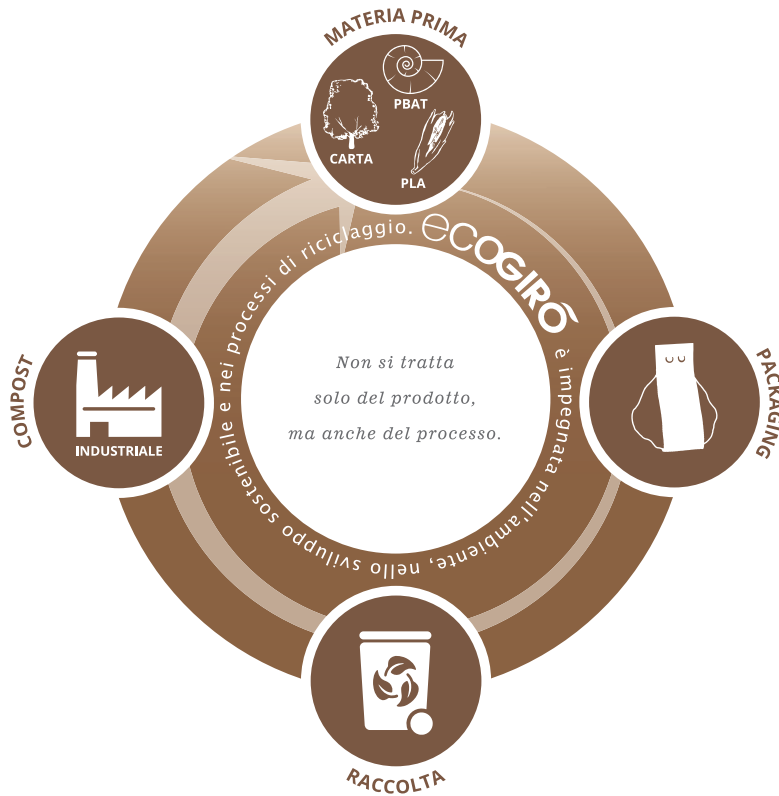 MATERIA PRIMA
PBAT
CARTA
PLA
eCOGIRÒ è impegnata nell'ambiente, nello sviluppo sostenibile e nei processi di riciclaggio.
Non si tratta
solo del prodotto,
ma anche del processo.
PACKAGING
RACCOLTA
COMPOST
INDUSTRIALE